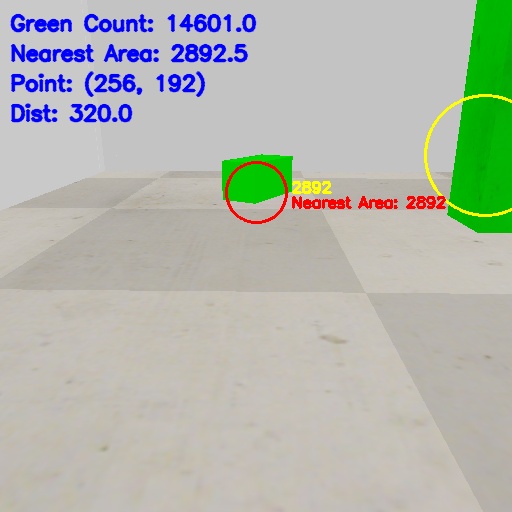 Green Count: 14601.0
Nearest Area: 2892.5
Point: (256, 192)
Dist: 320.0
2892
Nearest Area: 2892